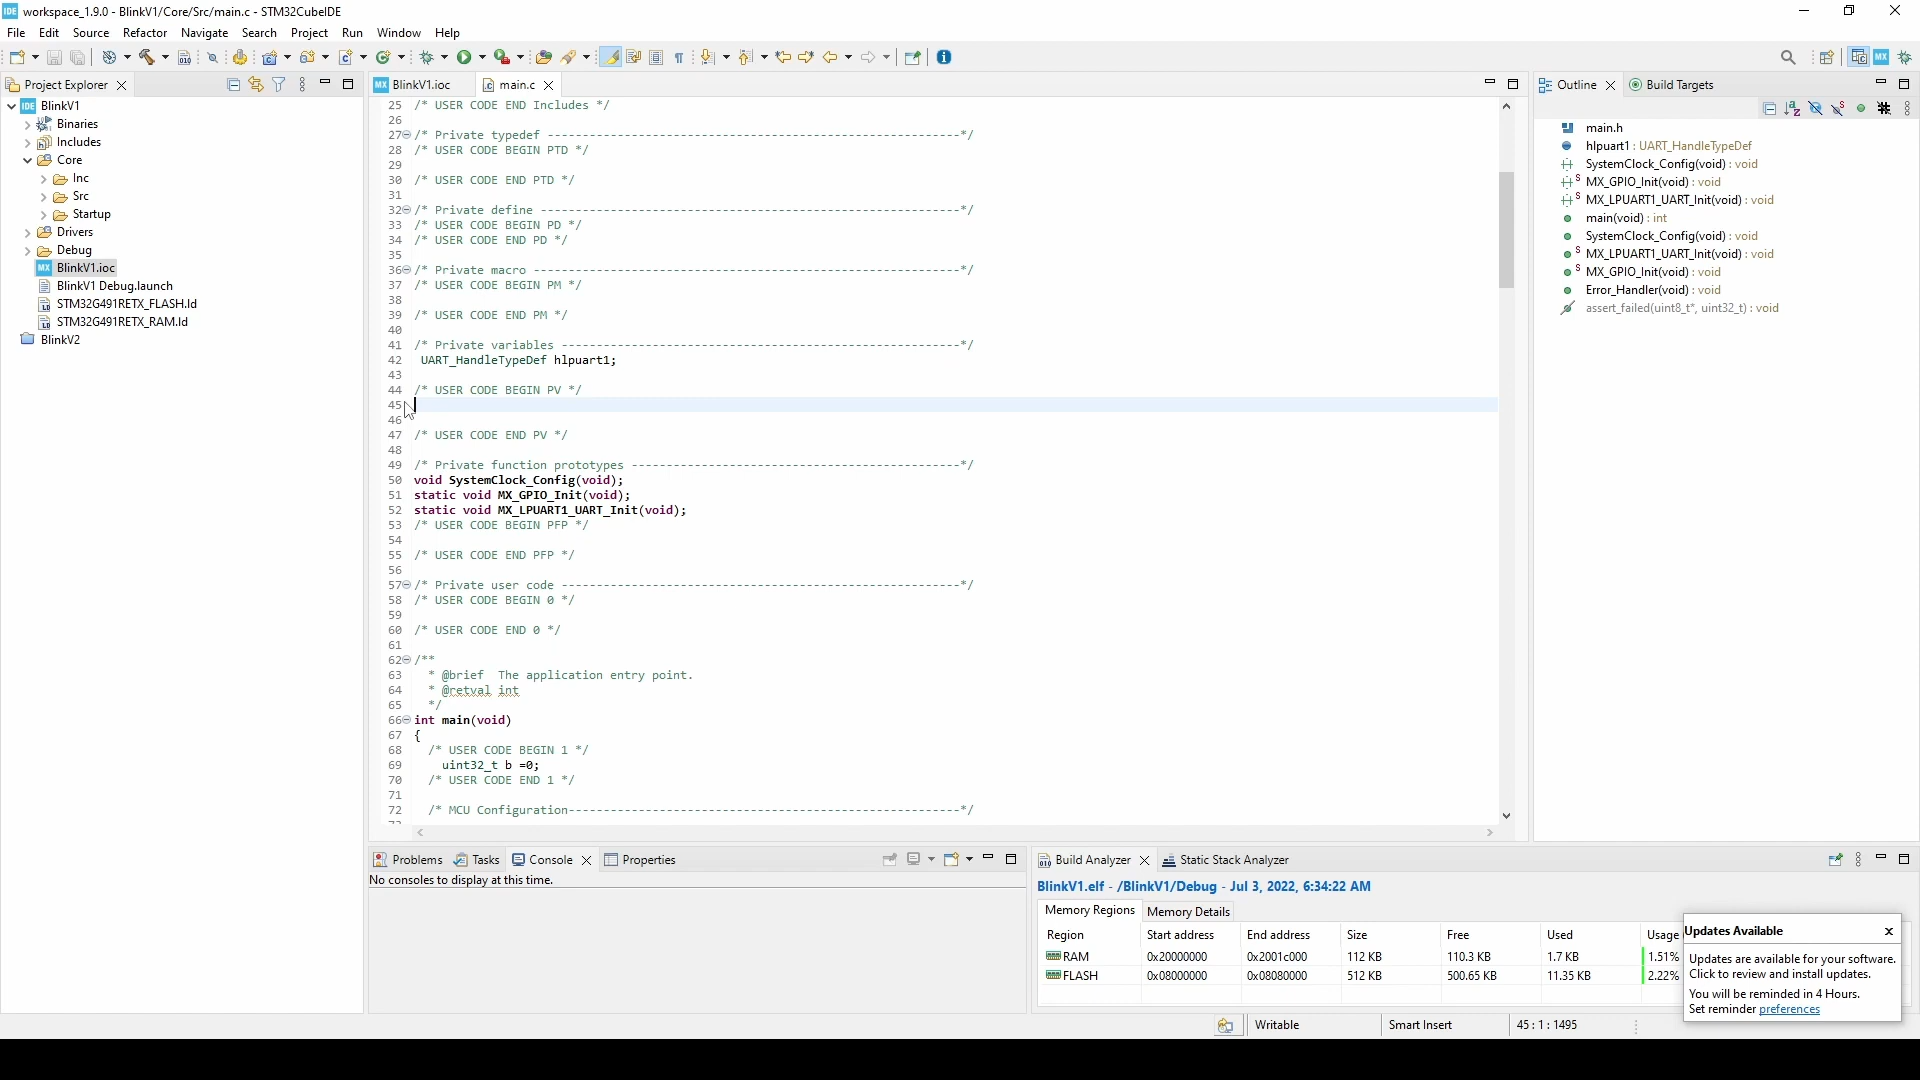 IDE workspace_1.9.0 - BlinkV1/Core/Src/main.c - STM32CubeIDE
File Edit Source Refactor Navigate Search Project Run Window Help
Project Explorer
IDE BlinkV1
Binaries
Includes
Core
Inc
Src
Startup
Drivers
Debug
MX BlinkV1.ioc
BlinkV1 Debug.launch
STM32G491RETX_FLASH.ld
STM32G491RETX_RAM.ld
BlinkV2
MX BlinkV1.ioc main.c
25 /* USER CODE END Includes */
26
27 /* Private typedef -----------------------------------------------------------*/
28 /* USER CODE BEGIN PTD */
29
30 /* USER CODE END PTD */
31
32 /* Private define ------------------------------------------------------------*/
33 /* USER CODE BEGIN PD */
34 /* USER CODE END PD */
35
36 /* Private macro -------------------------------------------------------------*/
37 /* USER CODE BEGIN PM */
38
39 /* USER CODE END PM */
40
41 /* Private variables ---------------------------------------------------------*/
42 UART_HandleTypeDef hlpuart1;
43
44 /* USER CODE BEGIN PV */
45
46
47 /* USER CODE END PV */
48
49 /* Private function prototypes -----------------------------------------------*/
50 void SystemClock_Config(void);
51 static void MX_GPIO_Init(void);
52 static void MX_LPUART1_UART_Init(void);
53 /* USER CODE BEGIN PFP */
54
55 /* USER CODE END PFP */
56
57 /* Private user code ---------------------------------------------------------*/
58 /* USER CODE BEGIN 0 */
59
60 /* USER CODE END 0 */
61
62 /**
63 * @brief  The application entry point.
64 * @retval int
65 */
66 int main(void)
67 {
68 /* USER CODE BEGIN 1 */
69 uint32_t b =0;
70 /* USER CODE END 1 */
71
72 /* MCU Configuration--------------------------------------------------------*/
Outline Build Targets
main.h
hlpuart1 : UART_HandleTypeDef
SystemClock_Config(void) : void
S MX_GPIO_Init(void) : void
S MX_LPUART1_UART_Init(void) : void
main(void) : int
SystemClock_Config(void) : void
S MX_LPUART1_UART_Init(void) : void
S MX_GPIO_Init(void) : void
Error_Handler(void) : void
assert_failed(uint8_t*, uint32_t) : void
Problems Tasks Console Properties
No consoles to display at this time.
Build Analyzer Static Stack Analyzer
BlinkV1.elf - /BlinkV1/Debug - Jul 3, 2022, 6:34:22 AM
Memory Regions Memory Details
Region Start address End address Size Free Used Usage
RAM 0x20000000 0x2001c000 112 KB 110.3 KB 1.7 KB 1.51%
FLASH 0x08000000 0x08080000 512 KB 500.65 KB 11.35 KB 2.22%
Updates Available
Updates are available for your software.
Click to review and install updates.
You will be reminded in 4 Hours.
Set reminder preferences
Writable Smart Insert 45 : 1 : 1495